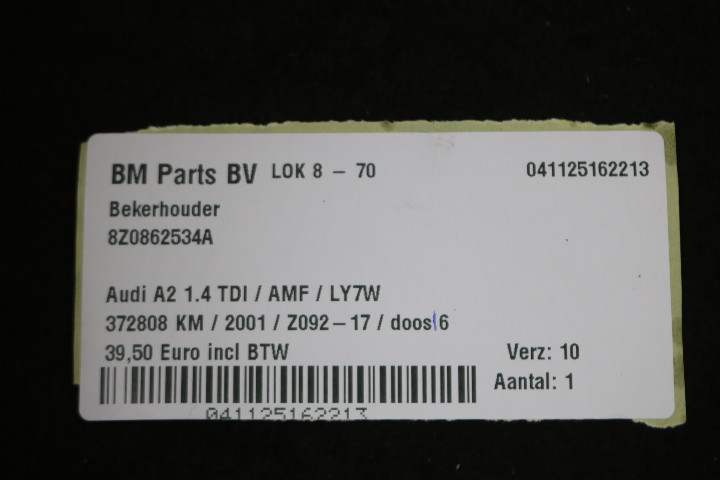 BM Parts BV LOK 8 – 70 041125162213
Bekerhouder
8Z0862534A
Audi A2 1.4 TDI / AMF / LY7W
372808 KM / 2001 / Z092–17 / doos 6
39,50 Euro incl BTW Verz: 10
Aantal: 1
041125162213